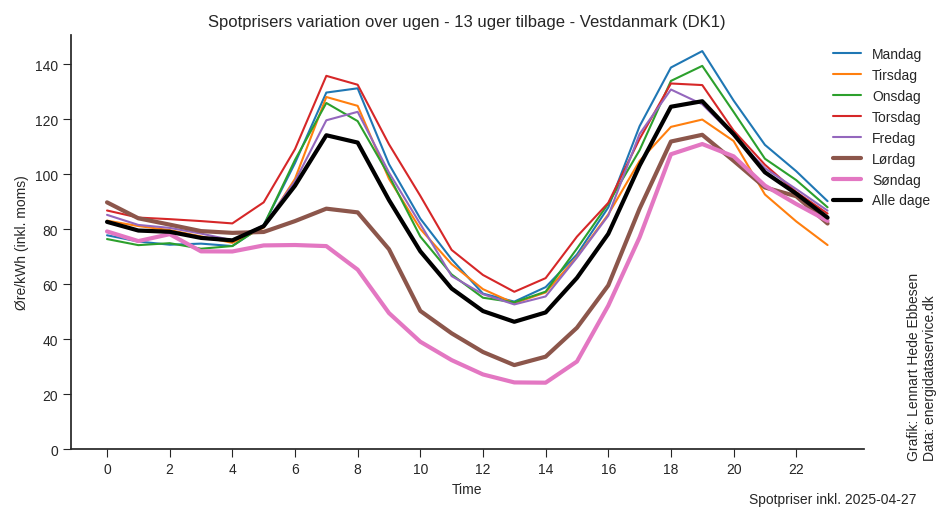 Spotprisers variation over ugen - 13 uger tilbage - Vestdanmark (DK1)
Øre/kWh (inkl. moms)
140
120
100
80
60
40
20
0
0 2 4 6 8 10 12 14 16 18 20 22
Time
Mandag
Tirsdag
Onsdag
Torsdag
Fredag
Lørdag
Søndag
Alle dage
Grafik: Lennart Hede Ebbesen
Data: energidataservice.dk
Spotpriser inkl. 2025-04-27